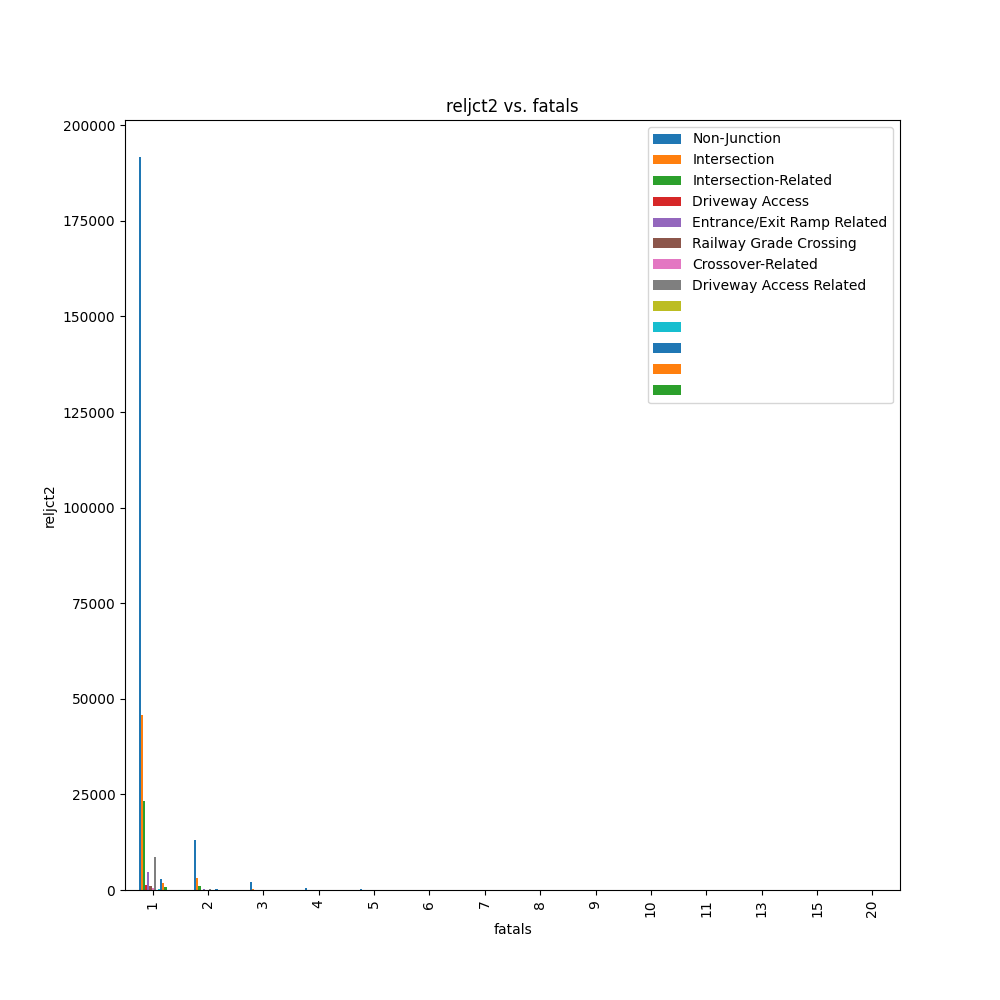 reljct2 vs. fatals
200000
175000
150000
125000
100000
75000
50000
25000
0
reljct2
Non-Junction
Intersection
Intersection-Related
Driveway Access
Entrance/Exit Ramp Related
Railway Grade Crossing
Crossover-Related
Driveway Access Related
1 2 3 4 5 6 7 8 9 10 11 13 15 20
fatals